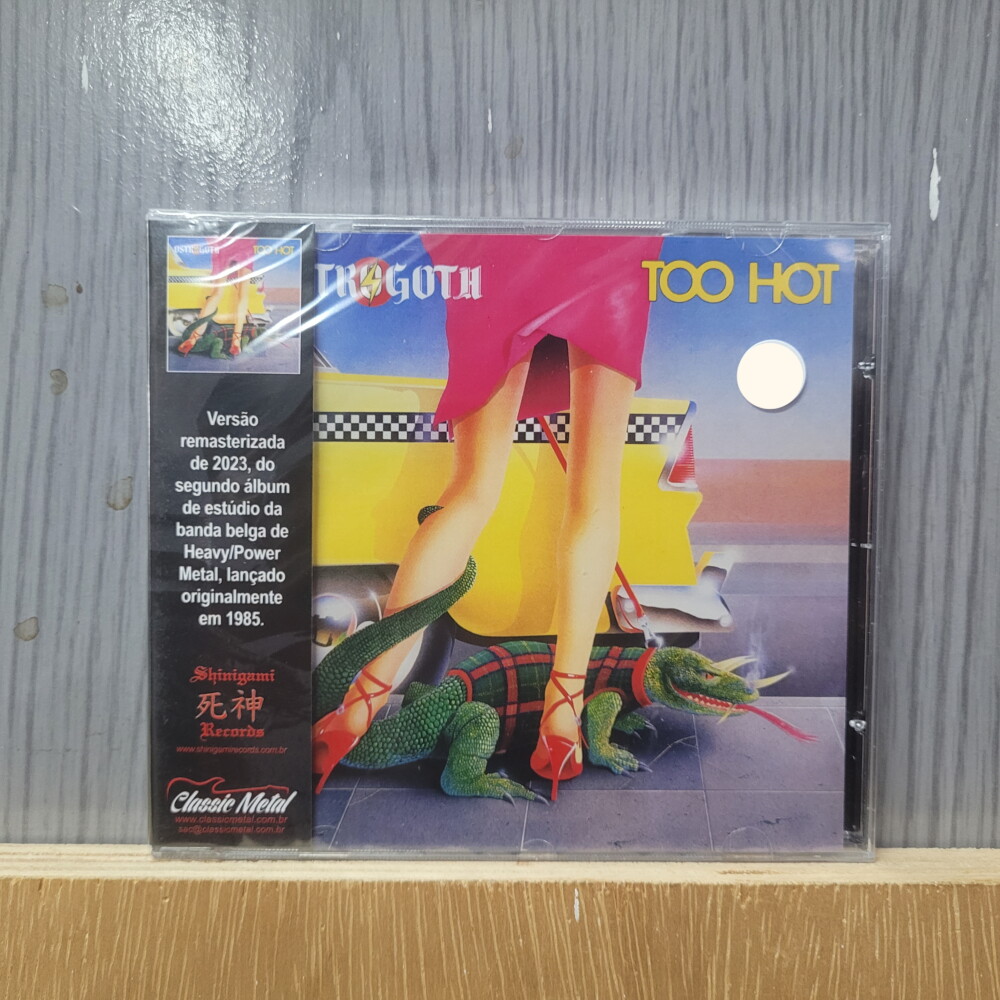 OSTROGOTH TOO HOT
Versão
remasterizada
de 2023, do
segundo álbum
de estúdio da
banda belga de
Heavy/Power
Metal, lançado
originalmente
em 1985.
Shinigami
死神
Records
www.shinigamirecords.com.br
Classic Metal
www.classicmetal.com.br
sac@classicmetal.com.br
TROGOTH TOO HOT